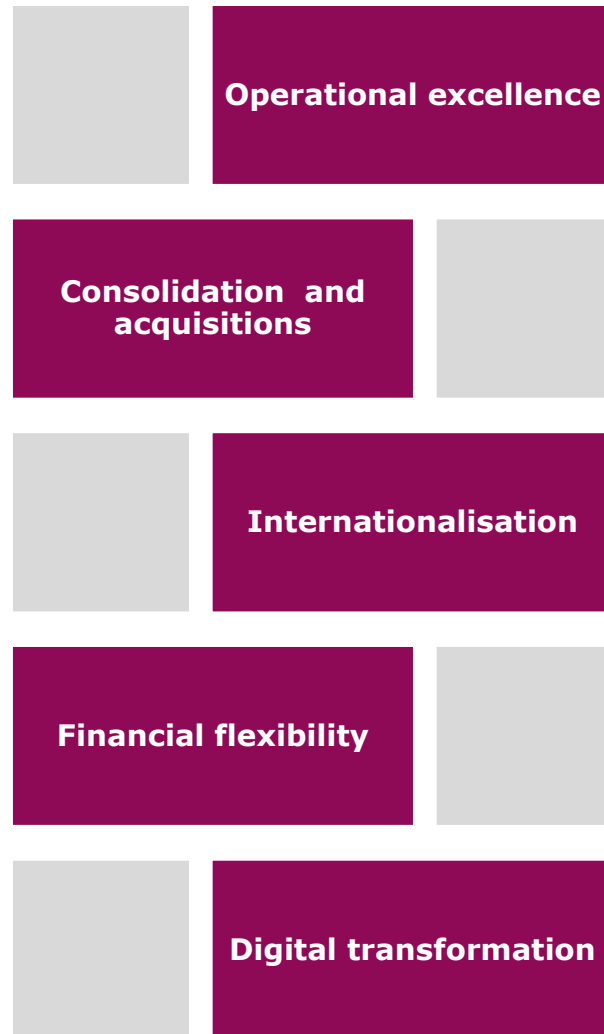 Operational excellence
Consolidation  and
acquisitions
Internationalisation
Financial flexibility
Digital transformation